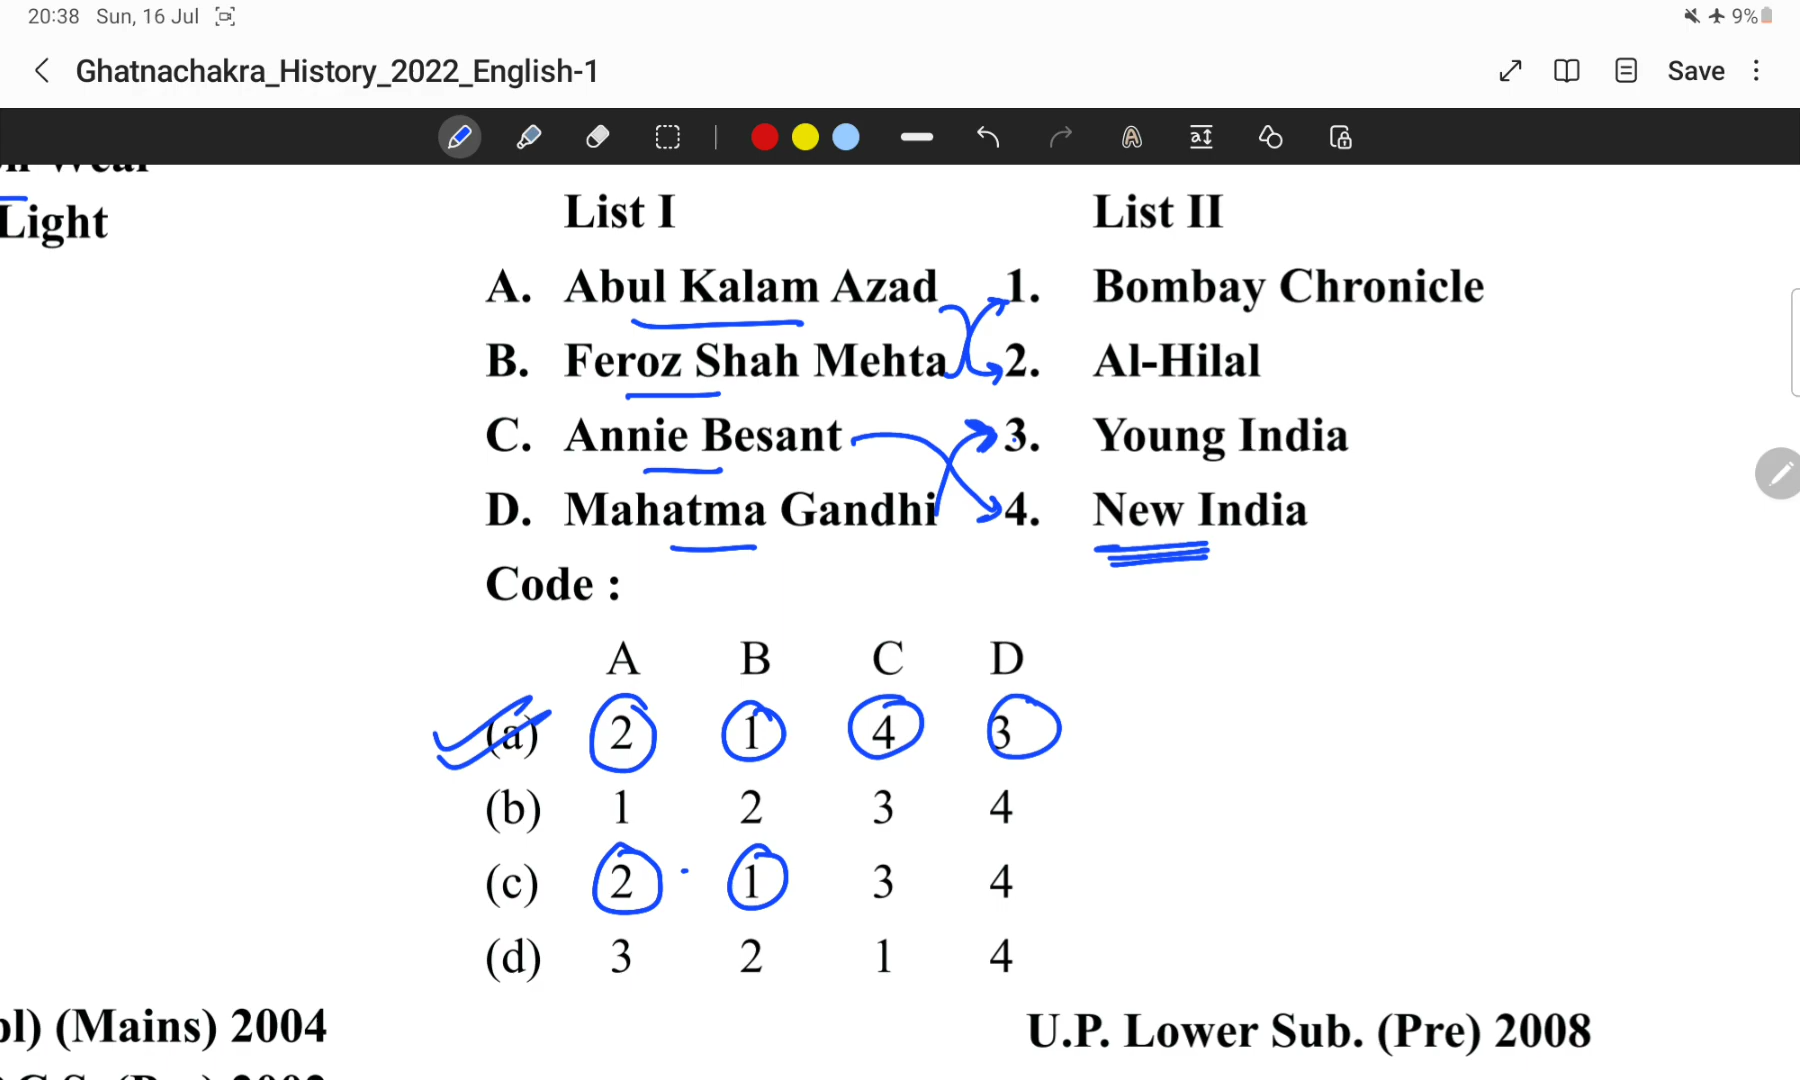 20:38 Sun, 16 Jul 9%
Ghatnachakra_History_2022_English-1 Save
Light
List I List II
A. Abul Kalam Azad 1. Bombay Chronicle
B. Feroz Shah Mehta 2. Al-Hilal
C. Annie Besant 3. Young India
D. Mahatma Gandhi 4. New India
Code :
A B C D
(a) 2 1 4 3
(b) 1 2 3 4
(c) 2 1 3 4
(d) 3 2 1 4
pl) (Mains) 2004
U.P. Lower Sub. (Pre) 2008